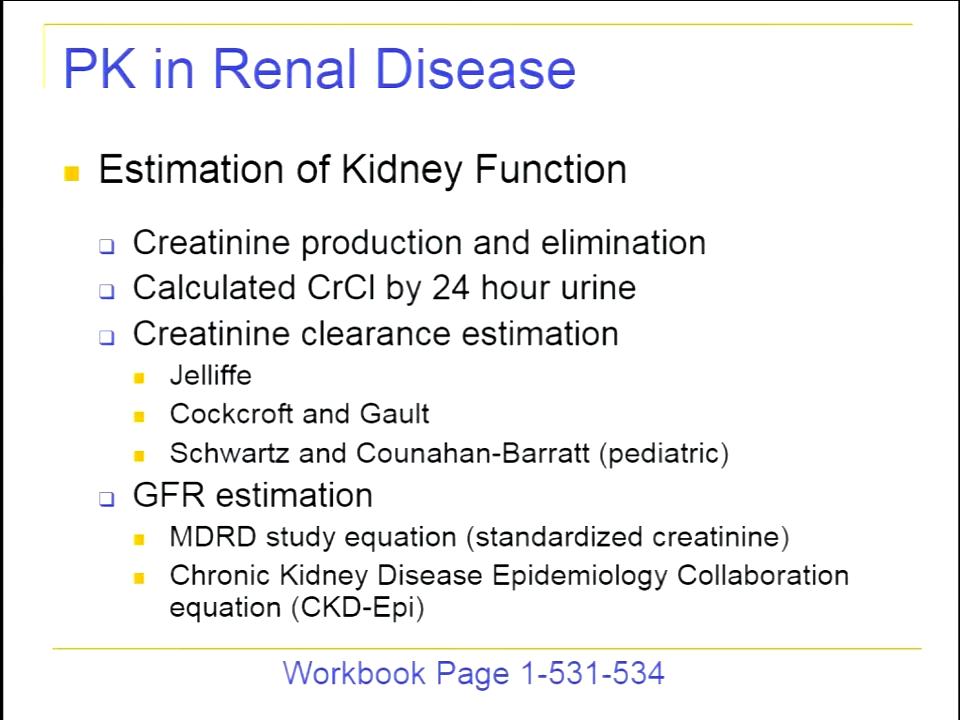 PK in Renal Disease
Estimation of Kidney Function
Creatinine production and elimination
Calculated CrCl by 24 hour urine
Creatinine clearance estimation
Jelliffe
Cockcroft and Gault
Schwartz and Counahan-Barratt (pediatric)
GFR estimation
MDRD study equation (standardized creatinine)
Chronic Kidney Disease Epidemiology Collaboration
equation (CKD-Epi)
Workbook Page 1-531-534